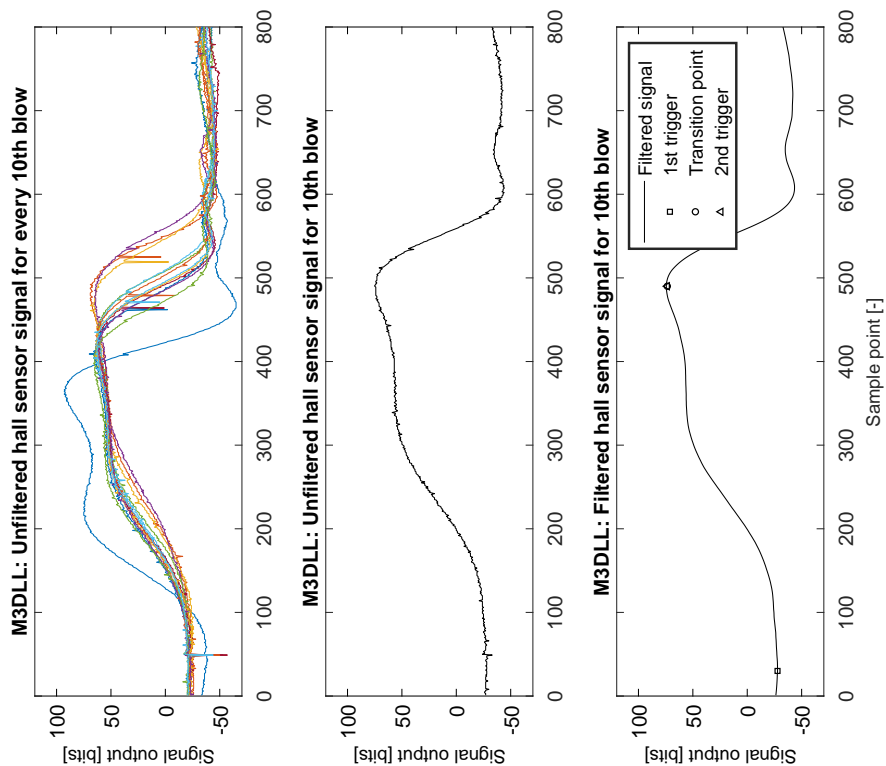 M3DLL: Unfiltered hall sensor signal for every 10th blow
Signal output [bits]
100
50
0
-50
0 100 200 300 400 500 600 700 800
M3DLL: Unfiltered hall sensor signal for 10th blow
Signal output [bits]
100
50
0
-50
0 100 200 300 400 500 600 700 800
M3DLL: Filtered hall sensor signal for 10th blow
Signal output [bits]
100
50
0
-50
0 100 200 300 400 500 600 700 800
Sample point [-]
Filtered signal
1st trigger
Transition point
2nd trigger